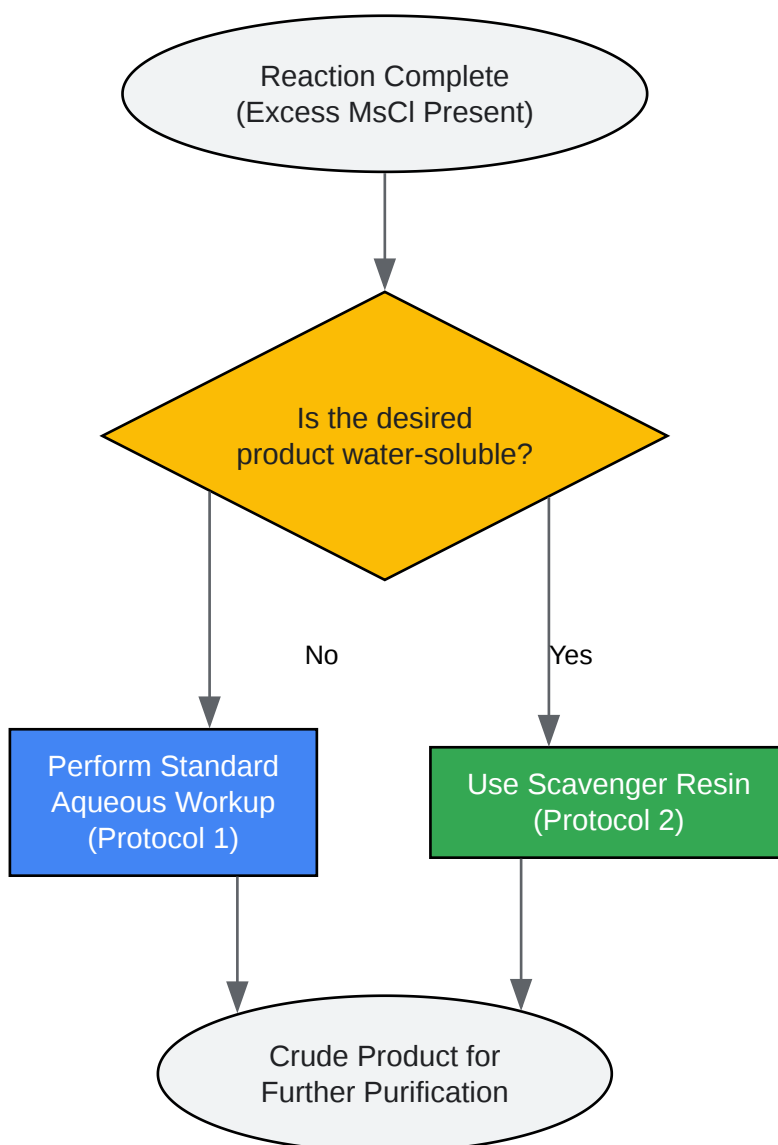 Reaction Complete
(Excess MsCl Present)
Is the desired
product water-soluble?
No
Yes
Perform Standard
Aqueous Workup
(Protocol 1)
Use Scavenger Resin
(Protocol 2)
Crude Product for
Further Purification